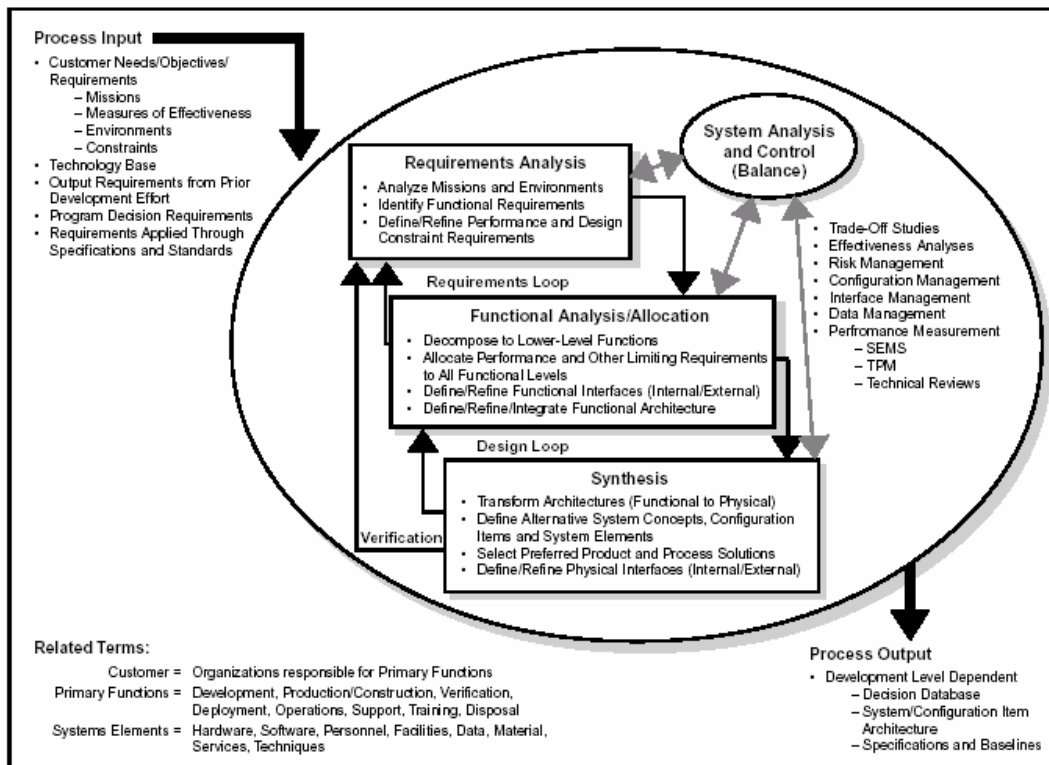 Process Input
• Customer Needs/Objectives/
Requirements
– Missions
– Measures of Effectiveness
– Environments
– Constraints
• Technology Base
• Output Requirements from Prior
Development Effort
• Program Decision Requirements
• Requirements Applied Through
Specifications and Standards
System Analysis
and Control
(Balance)
Requirements Analysis
• Analyze Missions and Environments
• Identify Functional Requirements
• Define/Refine Performance and Design
Constraint Requirements
• Trade-Off Studies
• Effectiveness Analyses
• Risk Management
• Configuration Management
• Interface Management
• Data Management
• Perfromance Measurement
– SEMS
– TPM
– Technical Reviews
Requirements Loop
Functional Analysis/Allocation
• Decompose to Lower-Level Functions
• Allocate Performance and Other Limiting Requirements
to All Functional Levels
• Define/Refine Functional Interfaces (Internal/External)
• Define/Refine/Integrate Functional Architecture
Design Loop
Synthesis
• Transform Architectures (Functional to Physical)
• Define Alternative System Concepts, Configuration
Items and System Elements
• Select Preferred Product and Process Solutions
• Define/Refine Physical Interfaces (Internal/External)
Verification
Related Terms:
Customer = Organizations responsible for Primary Functions
Primary Functions = Development, Production/Construction, Verification,
Deployment, Operations, Support, Training, Disposal
Systems Elements = Hardware, Software, Personnel, Facilities, Data, Material,
Services, Techniques
Process Output
• Development Level Dependent
– Decision Database
– System/Configuration Item
Architecture
– Specifications and Baselines